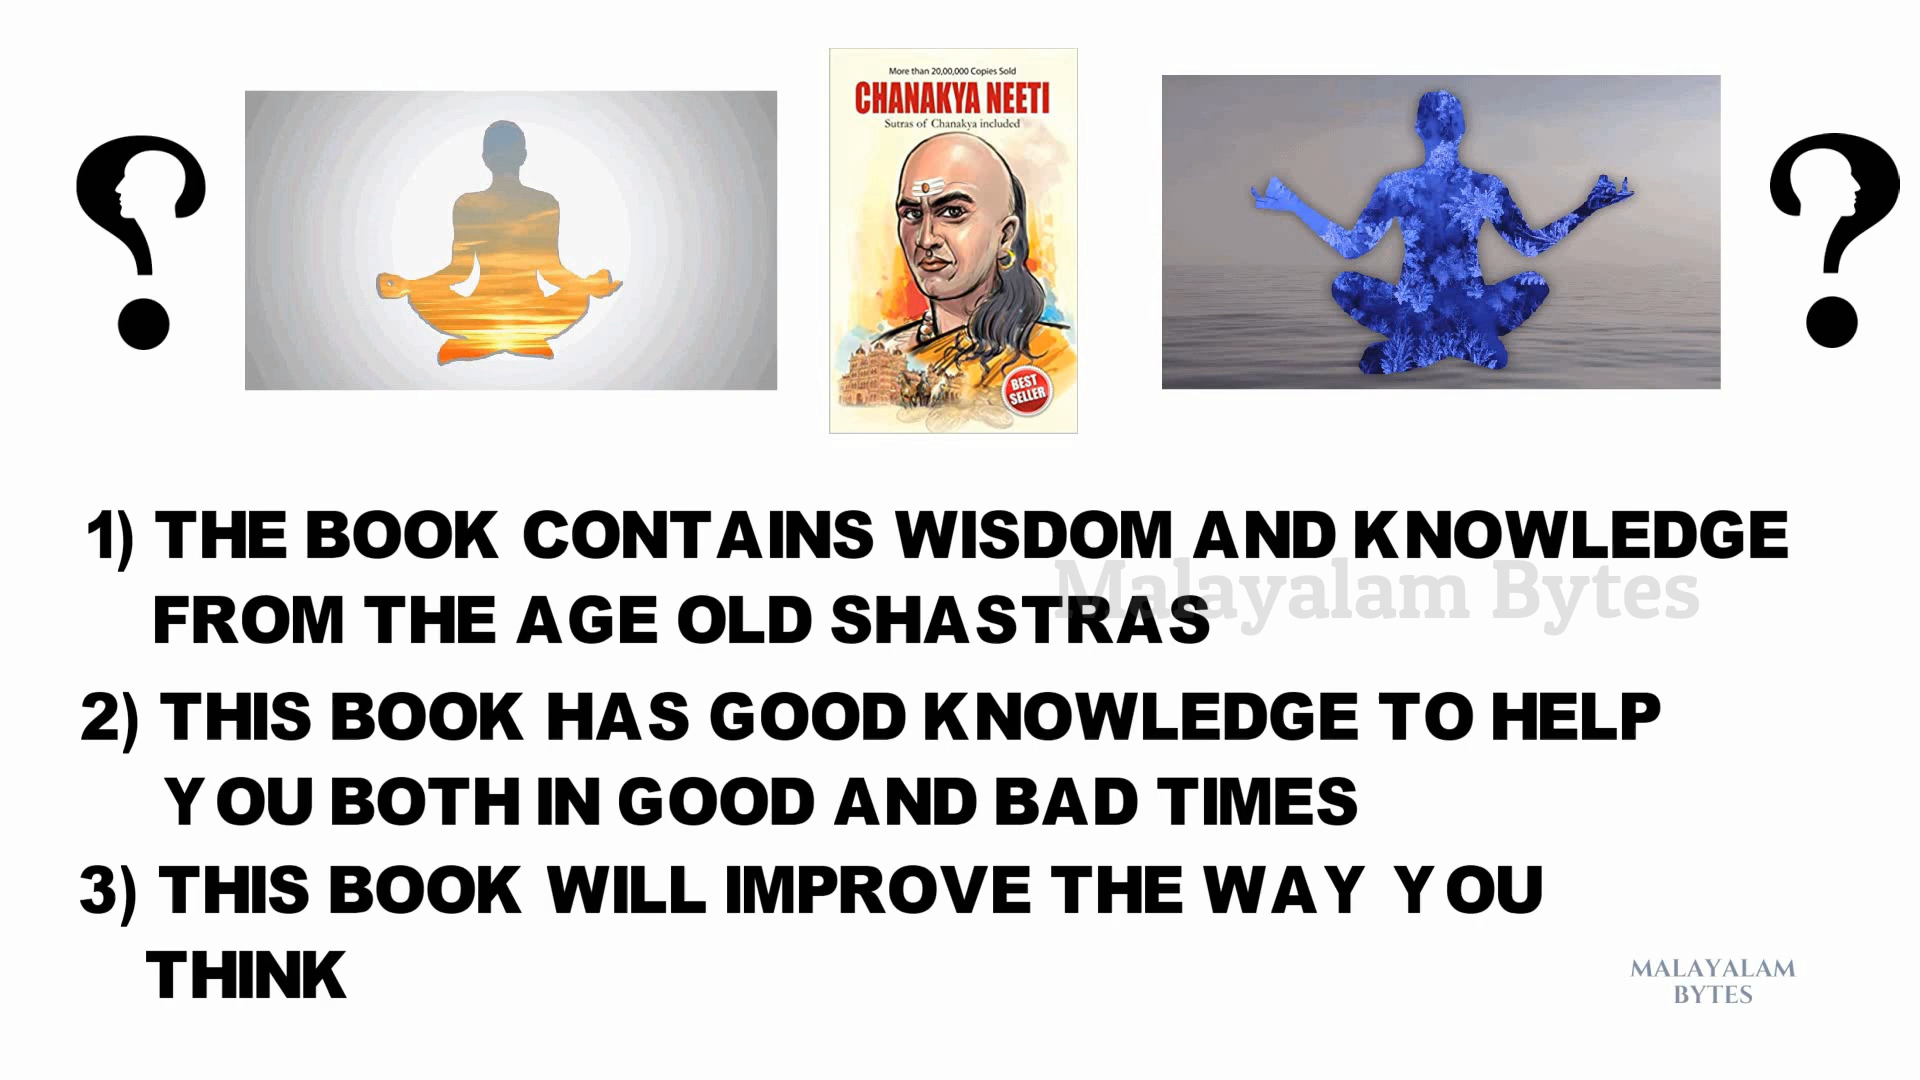 More than 20,00,000 Copies Sold
CHANAKYA NEETI
Sutras of Chanakya included
BEST
SELLER
1) THE BOOK CONTAINS WISDOM AND KNOWLEDGE
FROM THE AGE OLD SHASTRAS
Malayalam Bytes
2) THIS BOOK HAS GOOD KNOWLEDGE TO HELP
YOU BOTH IN GOOD AND BAD TIMES
3) THIS BOOK WILL IMPROVE THE WAY YOU
THINK
MALAYALAM
BYTES